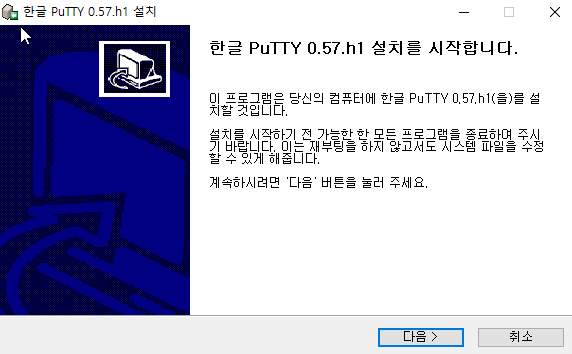 한글 PuTTY 0.57.h1 설치
한글 PuTTY 0.57.h1 설치를 시작합니다.
이 프로그램은 당신의 컴퓨터에 한글 PuTTY 0.57.h1(을)를 설
치할 것입니다.
설치를 시작하기 전 가능한 한 모든 프로그램을 종료하여 주시
기 바랍니다. 이는 재부팅을 하지 않고서도 시스템 파일을 수정
할 수 있게 해줍니다.
계속하시려면 '다음' 버튼을 눌러 주세요.
다음 >
취소